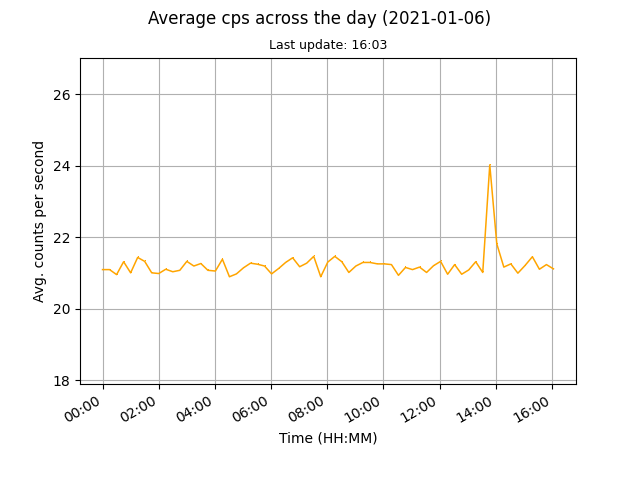 Average cps across the day (2021-01-06)
Last update: 16:03
26
24
22
20
18
Avg. counts per second
00:00 02:00 04:00 06:00 08:00 10:00 12:00 14:00 16:00
Time (HH:MM)